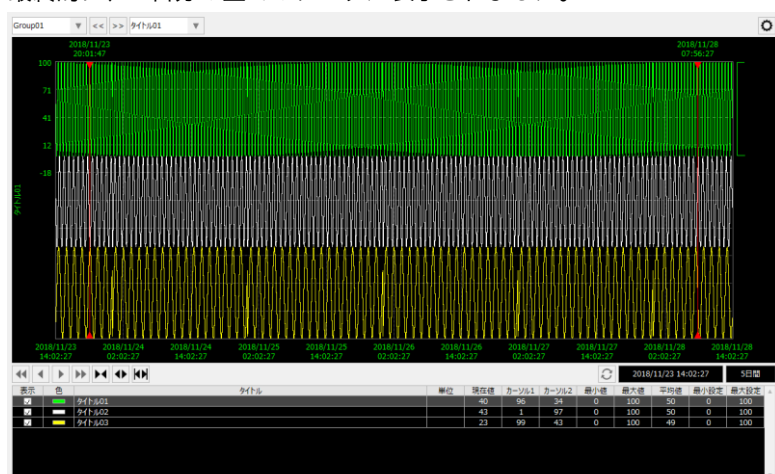 Group01 << >> タイトル01
2018/11/23 2018/11/28
20:01:47 07:56:27
100
71
41
12
-18
タイトル01
2018/11/23 2018/11/24 2018/11/24 2018/11/25 2018/11/25 2018/11/26 2018/11/26 2018/11/27 2018/11/27 2018/11/28 2018/11/28
14:02:27 02:02:27 14:02:27 02:02:27 14:02:27 02:02:27 14:02:27 02:02:27 14:02:27 02:02:27 14:02:27
2018/11/23 14:02:27 5日間
表示 色 タイトル 単位 現在値 カーソル1 カーソル2 最小値 最大値 平均値 最小設定 最大設定
タイトル01 40 96 34 0 100 50 0 100
タイトル02 43 1 97 0 100 50 0 100
タイトル03 23 99 43 0 100 49 0 100